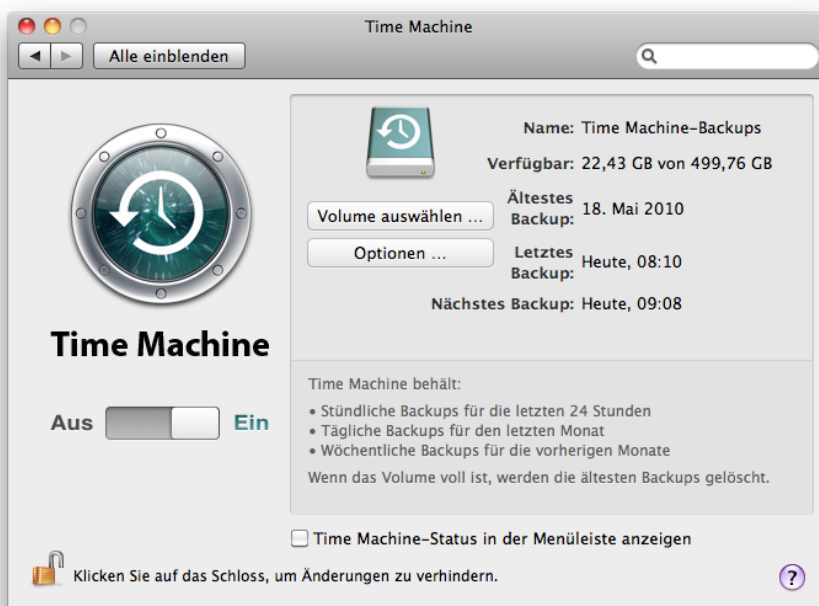 Time Machine
Alle einblenden
Name: Time Machine-Backups
Verfügbar: 22,43 GB von 499,76 GB
Volume auswählen ...
Ältestes Backup: 18. Mai 2010
Optionen ...
Letztes Backup: Heute, 08:10
Nächstes Backup: Heute, 09:08
Time Machine
Aus Ein
Time Machine behält:
• Stündliche Backups für die letzten 24 Stunden
• Tägliche Backups für den letzten Monat
• Wöchentliche Backups für die vorherigen Monate
Wenn das Volume voll ist, werden die ältesten Backups gelöscht.
Time Machine-Status in der Menüleiste anzeigen
Klicken Sie auf das Schloss, um Änderungen zu verhindern.
?